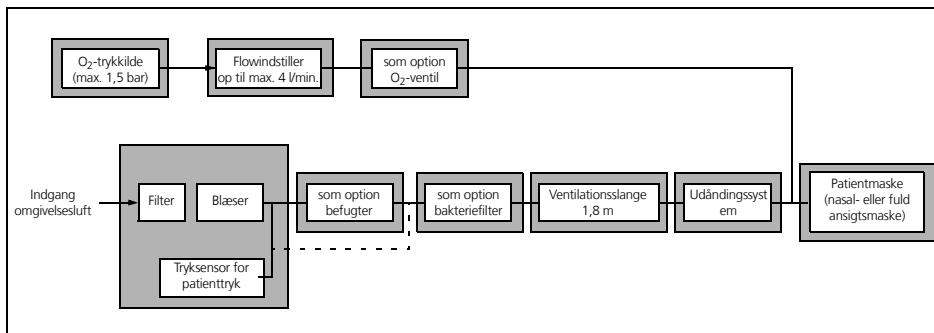 O₂-trykkilde
(max. 1,5 bar)
Flowindstiller
op til max. 4 l/min.
som option
O₂-ventil
Indgang
omgivelsesluft
Filter
Blæser
som option
befugter
som option
bakteriefilter
Ventilationsslange
1,8 m
Udåndingssyst
em
Patientmaske
(nasal- eller fuld
ansigtsmaske)
Tryksensor for
patienttryk